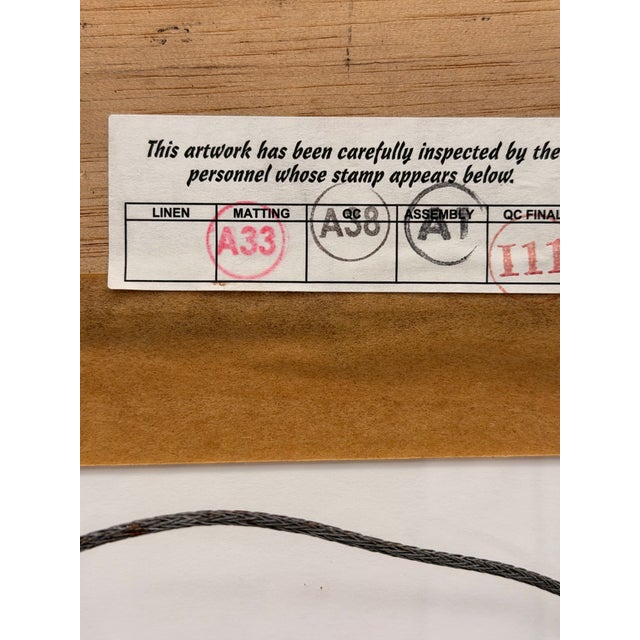 This artwork has been carefully inspected by the
personnel whose stamp appears below.
LINEN MATTING QC ASSEMBLY QC FINAL
A33 A38 A1 I11